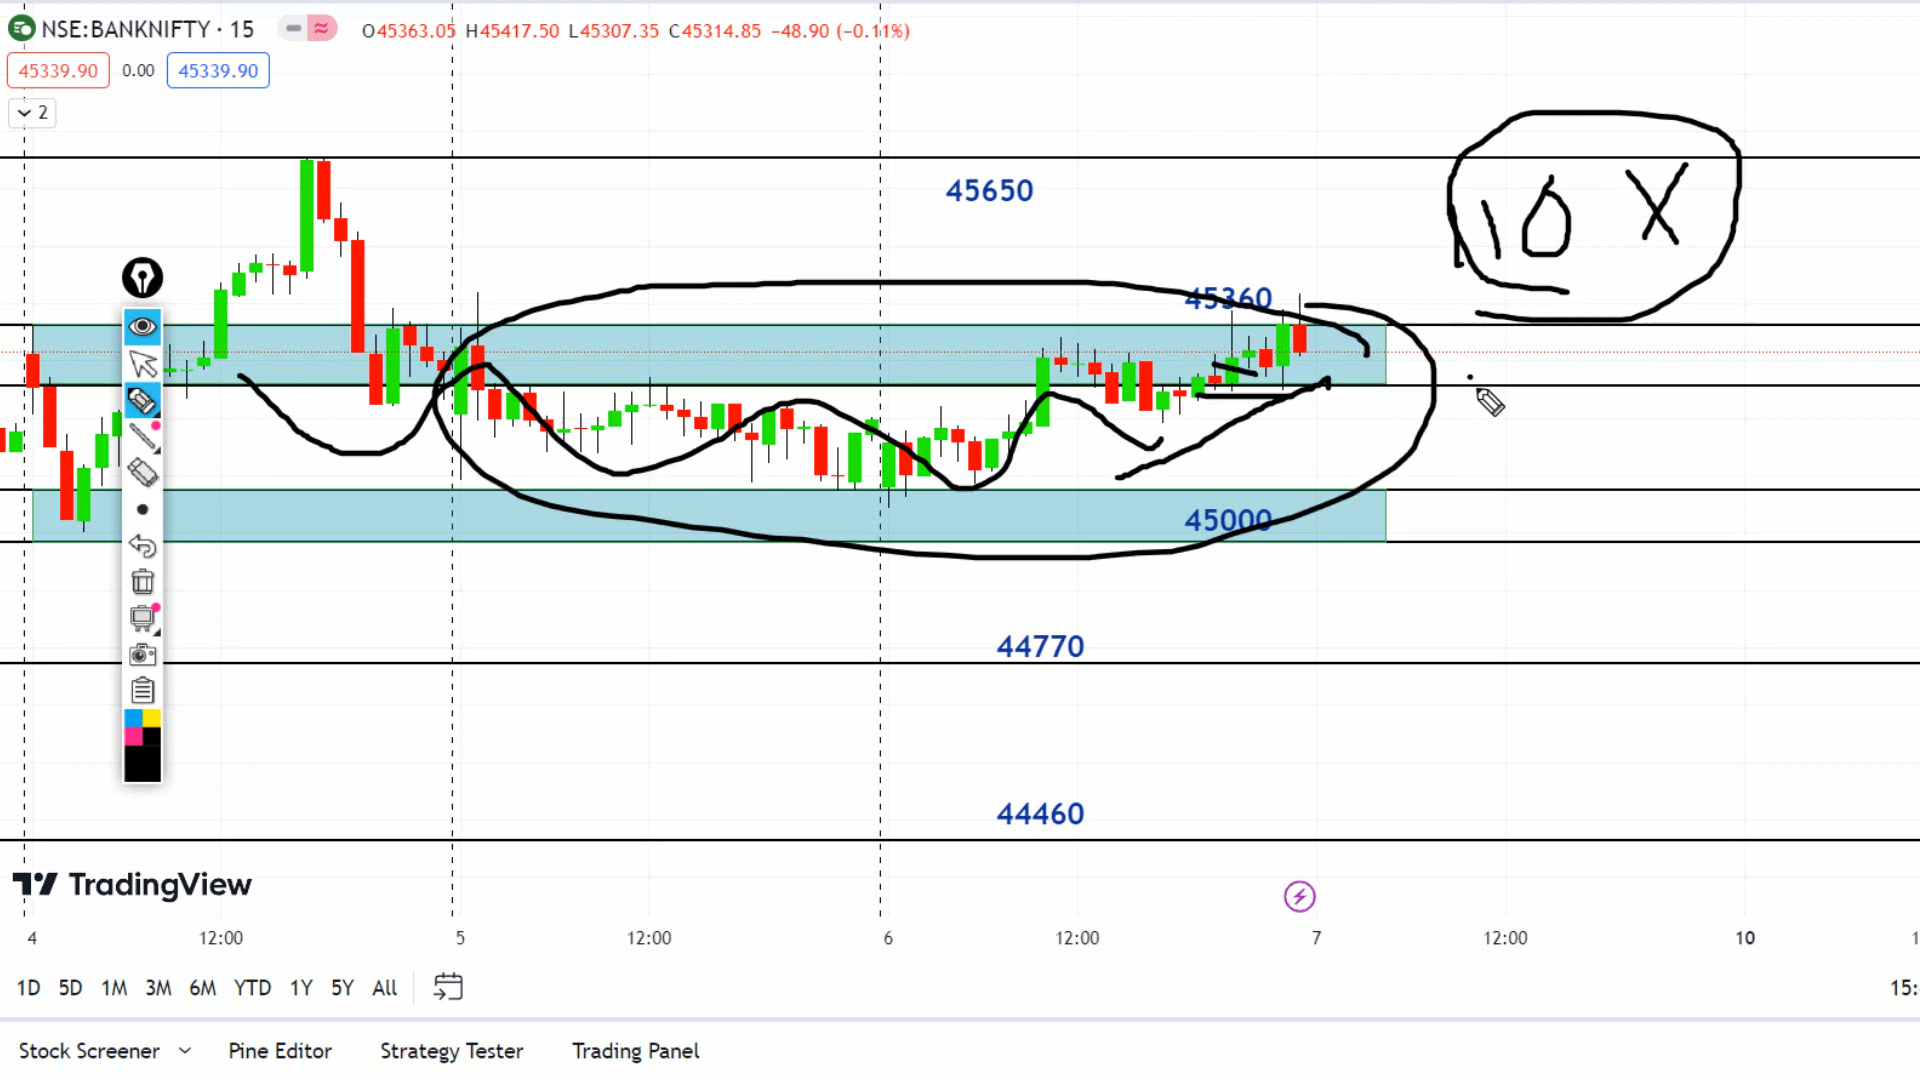 NSE:BANKNIFTY · 15 O45363.05 H45417.50 L45307.35 C45314.85 −48.90 (−0.11%)
45339.90 0.00 45339.90
2
10 X
45650
45360
45000
44770
44460
TradingView
4 12:00 5 12:00 6 12:00 7 12:00 10
1D 5D 1M 3M 6M YTD 1Y 5Y All 15:
Stock Screener Pine Editor Strategy Tester Trading Panel